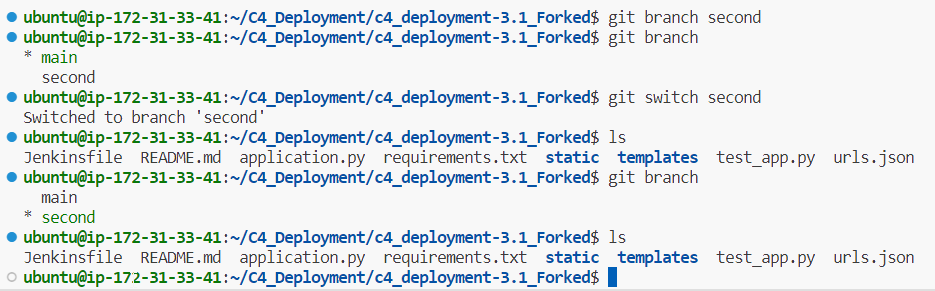 ubuntu@ip-172-31-33-41:~/C4_Deployment/c4_deployment-3.1_Forked$ git branch second
ubuntu@ip-172-31-33-41:~/C4_Deployment/c4_deployment-3.1_Forked$ git branch
* main
  second
ubuntu@ip-172-31-33-41:~/C4_Deployment/c4_deployment-3.1_Forked$ git switch second
Switched to branch 'second'
ubuntu@ip-172-31-33-41:~/C4_Deployment/c4_deployment-3.1_Forked$ ls
Jenkinsfile  README.md  application.py  requirements.txt  static  templates  test_app.py  urls.json
ubuntu@ip-172-31-33-41:~/C4_Deployment/c4_deployment-3.1_Forked$ git branch
  main
* second
ubuntu@ip-172-31-33-41:~/C4_Deployment/c4_deployment-3.1_Forked$ ls
Jenkinsfile  README.md  application.py  requirements.txt  static  templates  test_app.py  urls.json
ubuntu@ip-172-31-33-41:~/C4_Deployment/c4_deployment-3.1_Forked$